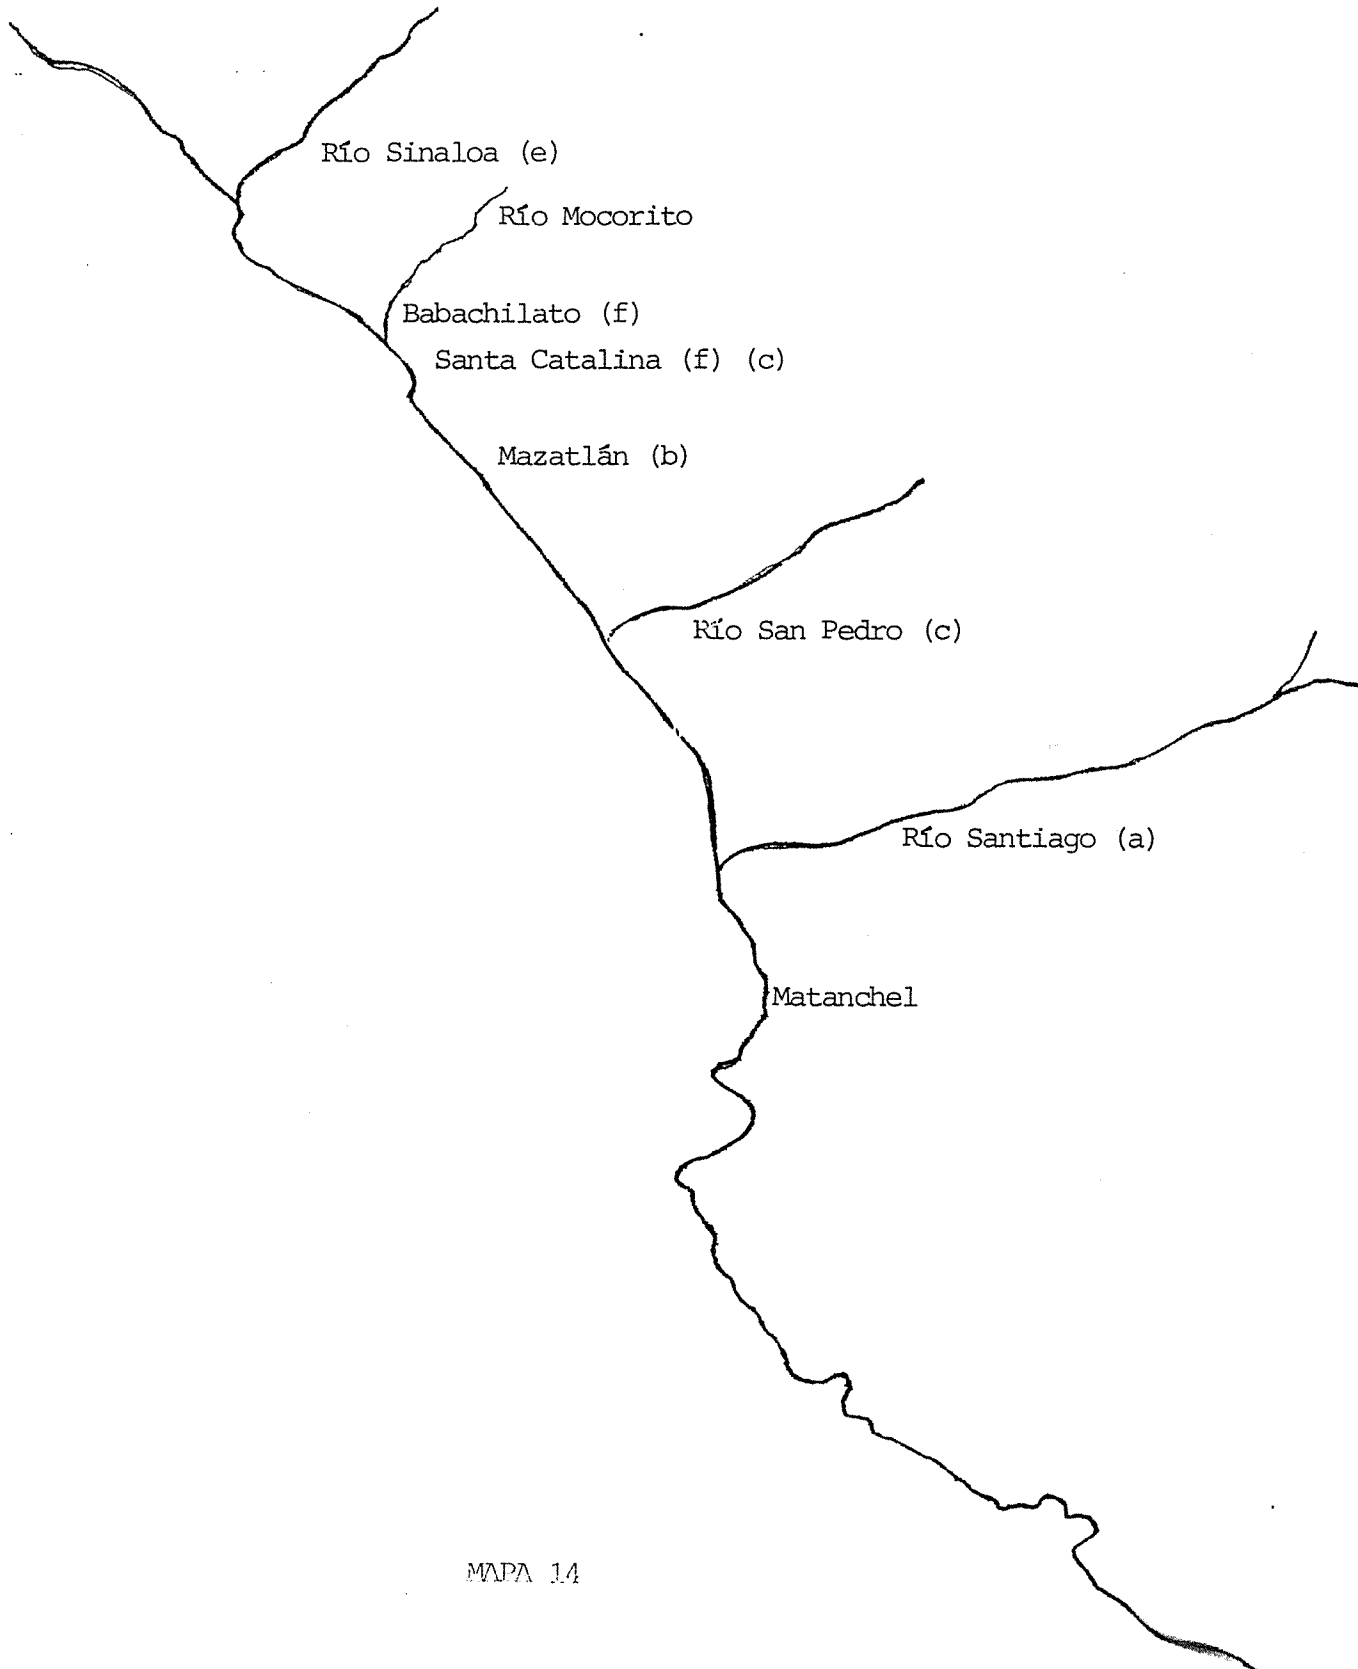 Río Sinaloa (e)
Río Mocorito
Babachilato (f)
Santa Catalina (f) (c)
Mazatlán (b)
Río San Pedro (c)
Río Santiago (a)
Matanchel
MAPA 14